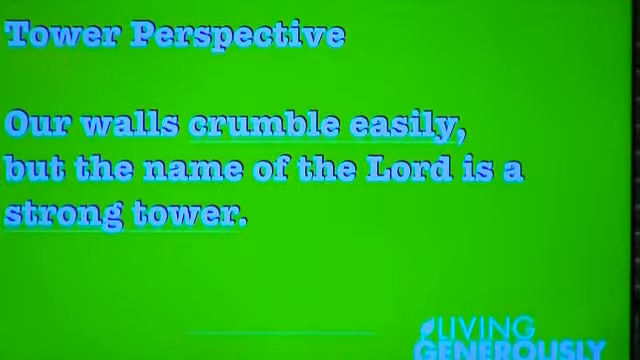 Tower Perspective
Our walls crumble easily,
but the name of the Lord is a
strong tower.
LIVING
GENEROUSLY